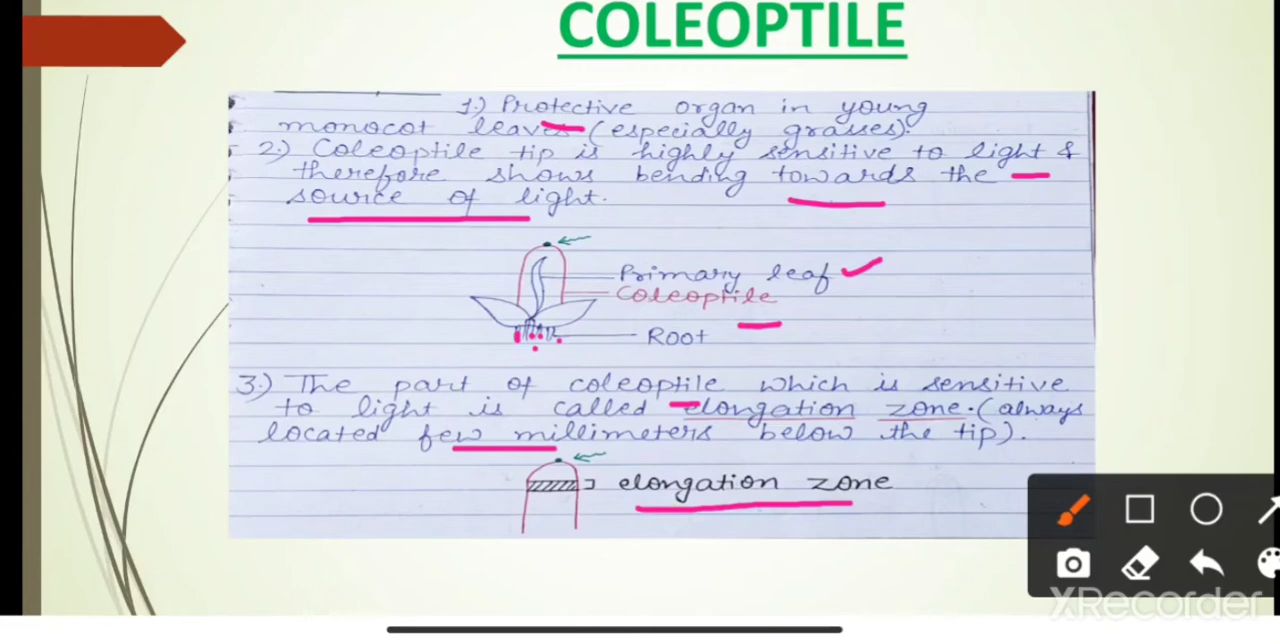 COLEOPTILE
1.) Protective organ in young
monocot leaves (especially grasses).
2.) Coleoptile tip is highly sensitive to light &
therefore shows bending towards the
source of light.
Primary leaf
Coleoptile
Root
3.) The part of coleoptile which is sensitive
to light is called elongation zone. (always
located few millimeters below the tip).
elongation zone
XRecorder